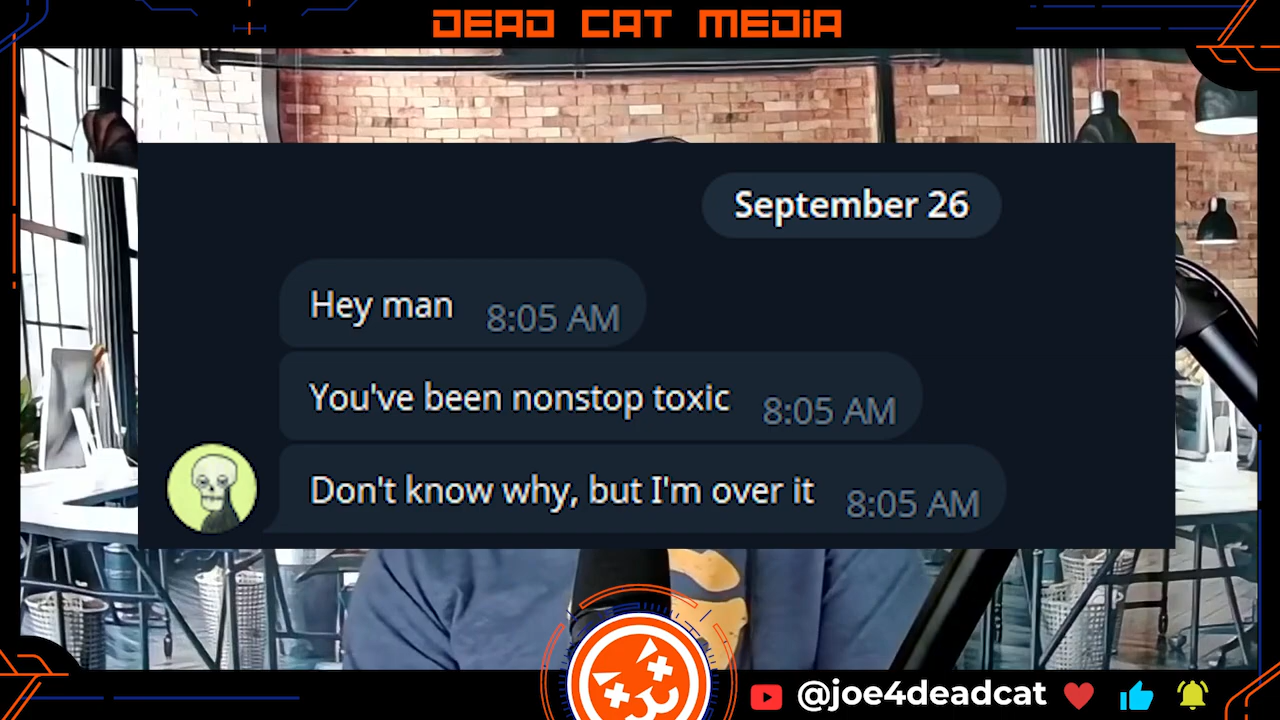 DEAD CAT MEDIA
September 26
Hey man 8:05 AM
You've been nonstop toxic 8:05 AM
Don't know why, but I'm over it 8:05 AM
@joe4deadcat